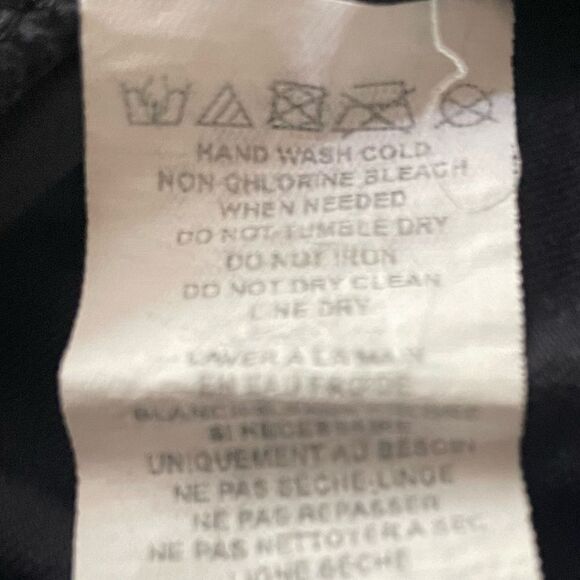 HAND WASH COLD
NON CHLORINE BLEACH
WHEN NEEDED
DO NOT TUMBLE DRY
DO NOT IRON
DO NOT DRY CLEAN
LINE DRY
LAVER A LA MAIN
EN EAU FROIDE
SI NECESSAIRE
UNIQUEMENT AU BESOIN
NE PAS SECHE-LINGE
NE PAS REPASSER
NE PAS NETTOYER A SEC
LIGNE SECHE